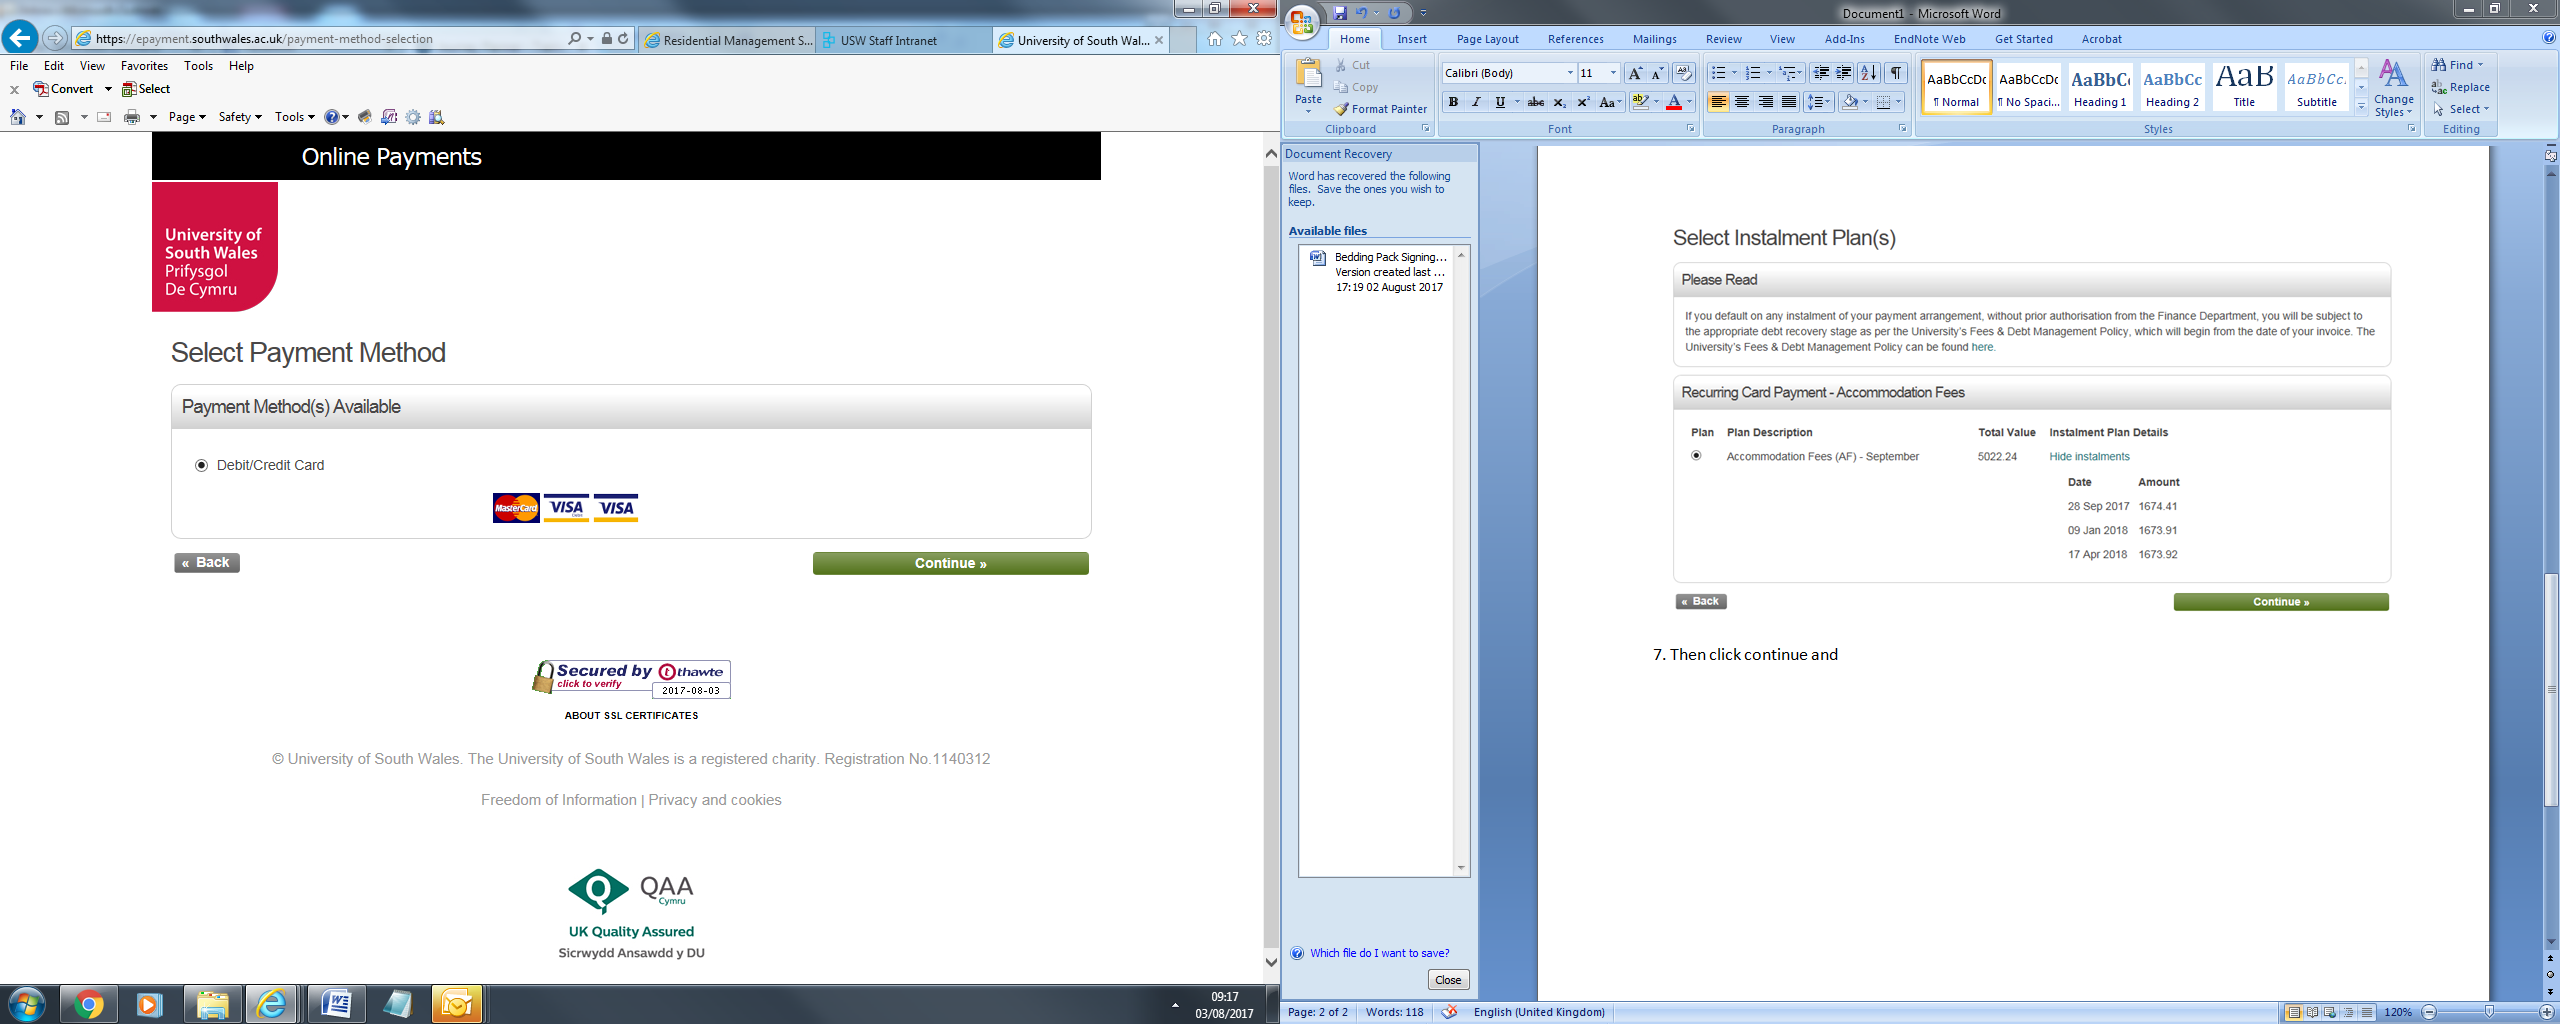 https://epayment.southwales.ac.uk/payment-method-selection
Residential Management S...
USW Staff Intranet
University of South Wal...
File Edit View Favorites Tools Help
x Convert Select
Page Safety Tools
Online Payments
University of
South Wales
Prifysgol
De Cymru
Select Payment Method
Payment Method(s) Available
Debit/Credit Card
MasterCard VISA VISA
« Back
Continue »
Secured by thawte
click to verify
2017-08-03
ABOUT SSL CERTIFICATES
© University of South Wales. The University of South Wales is a registered charity. Registration No.1140312
Freedom of Information | Privacy and cookies
QAA
Cymru
UK Quality Assured
Sicrwydd Ansawdd y DU
09:17
03/08/2017
Document1 - Microsoft Word
Home Insert Page Layout References Mailings Review View Add-Ins EndNote Web Get Started Acrobat
Paste
Cut
Copy
Format Painter
Clipboard
Calibri (Body) 11
Font
Paragraph
AaBbCcDc AaBbCcDc AaBbC AaBbCc AaB AaBbCc.
¶ Normal ¶ No Spaci... Heading 1 Heading 2 Title Subtitle
Change
Styles
Styles
Find
Replace
Select
Editing
Document Recovery
Word has recovered the following
files. Save the ones you wish to
keep.
Available files
Bedding Pack Signing...
Version created last ...
17:19 02 August 2017
Which file do I want to save?
Close
Select Instalment Plan(s)
Please Read
If you default on any instalment of your payment arrangement, without prior authorisation from the Finance Department, you will be subject to
the appropriate debt recovery stage as per the University's Fees & Debt Management Policy, which will begin from the date of your invoice. The
University's Fees & Debt Management Policy can be found here.
Recurring Card Payment - Accommodation Fees
Plan Plan Description Total Value Instalment Plan Details
Accommodation Fees (AF) - September 5022.24 Hide instalments
Date Amount
28 Sep 2017 1674.41
09 Jan 2018 1673.91
17 Apr 2018 1673.92
« Back
Continue »
7. Then click continue and
Page: 2 of 2 Words: 118 English (United Kingdom) 120%